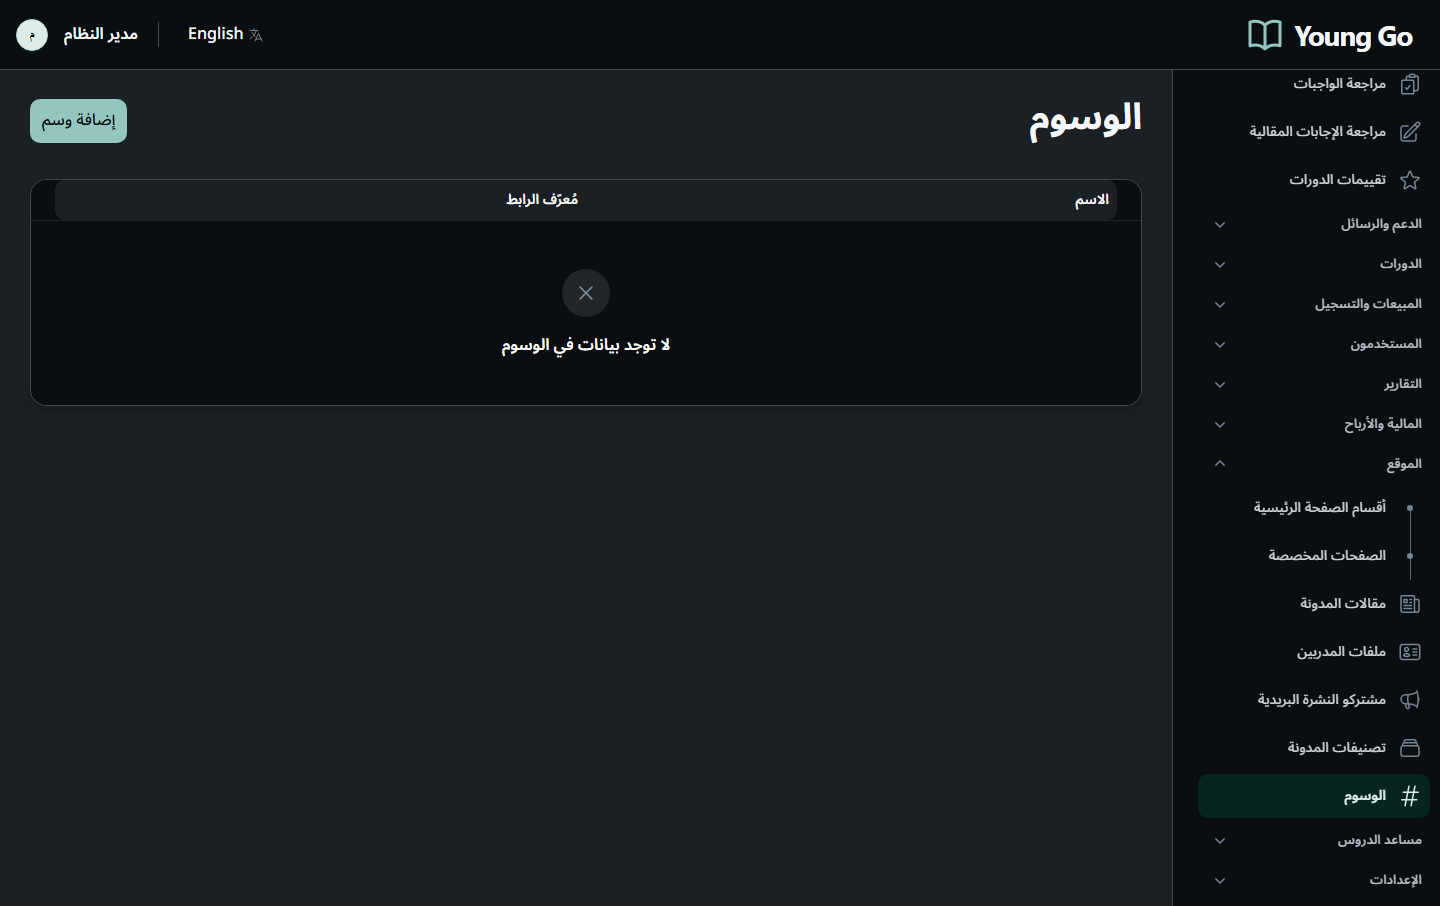 Young Go
English
مدير النظام
م
مراجعة الواجبات
مراجعة الإجابات المقالية
تقييمات الدورات
الدعم والرسائل
الدورات
المبيعات والتسجيل
المستخدمون
التقارير
المالية والأرباح
الموقع
أقسام الصفحة الرئيسية
الصفحات المخصصة
مقالات المدونة
ملفات المدربين
مشتركو النشرة البريدية
تصنيفات المدونة
الوسوم
مساعد الدروس
الإعدادات
الوسوم
إضافة وسم
الاسم
مُعرّف الرابط
لا توجد بيانات في الوسوم